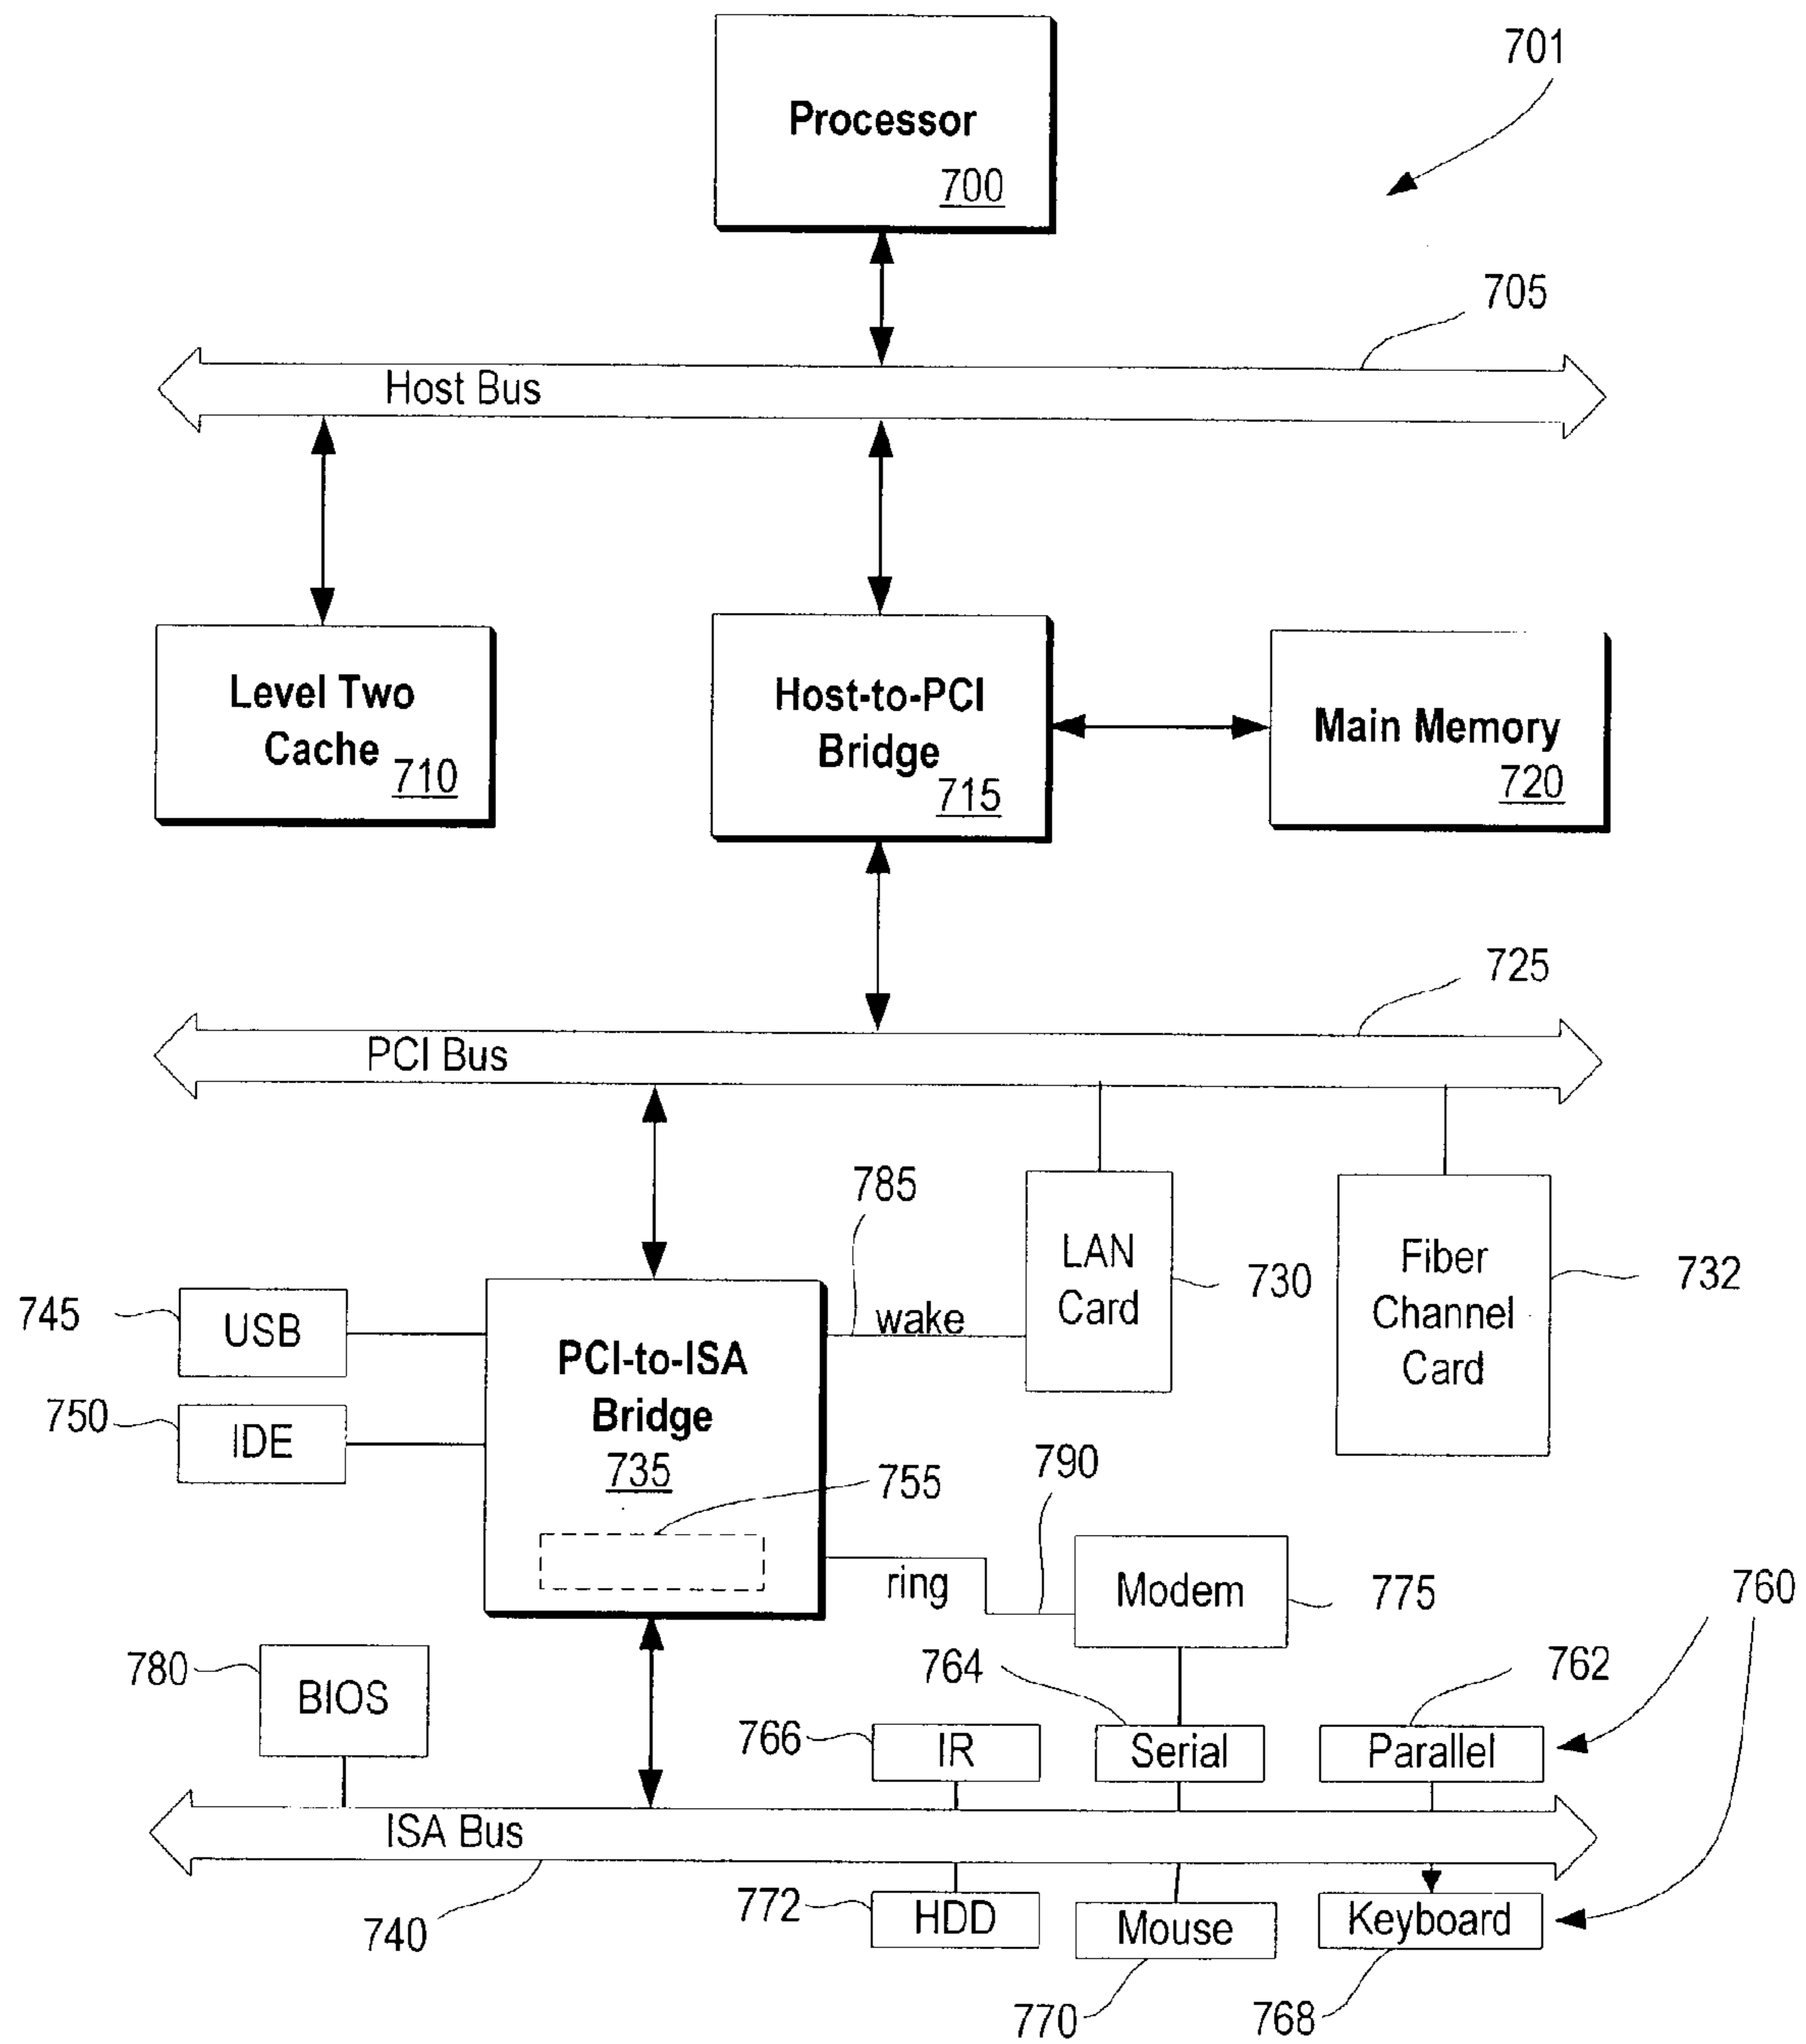 701
Processor
700
705
Host Bus
Level Two
Cache
710
Host-to-PCI
Bridge
715
Main Memory
720
725
PCI Bus
785
LAN
Card
730
Fiber
Channel
Card
732
745
USB
wake
PCI-to-ISA
Bridge
735
750
IDE
755
790
ring
Modem
775
760
780
BIOS
764
762
766
IR
Serial
Parallel
ISA Bus
740
772
HDD
Mouse
Keyboard
770
768